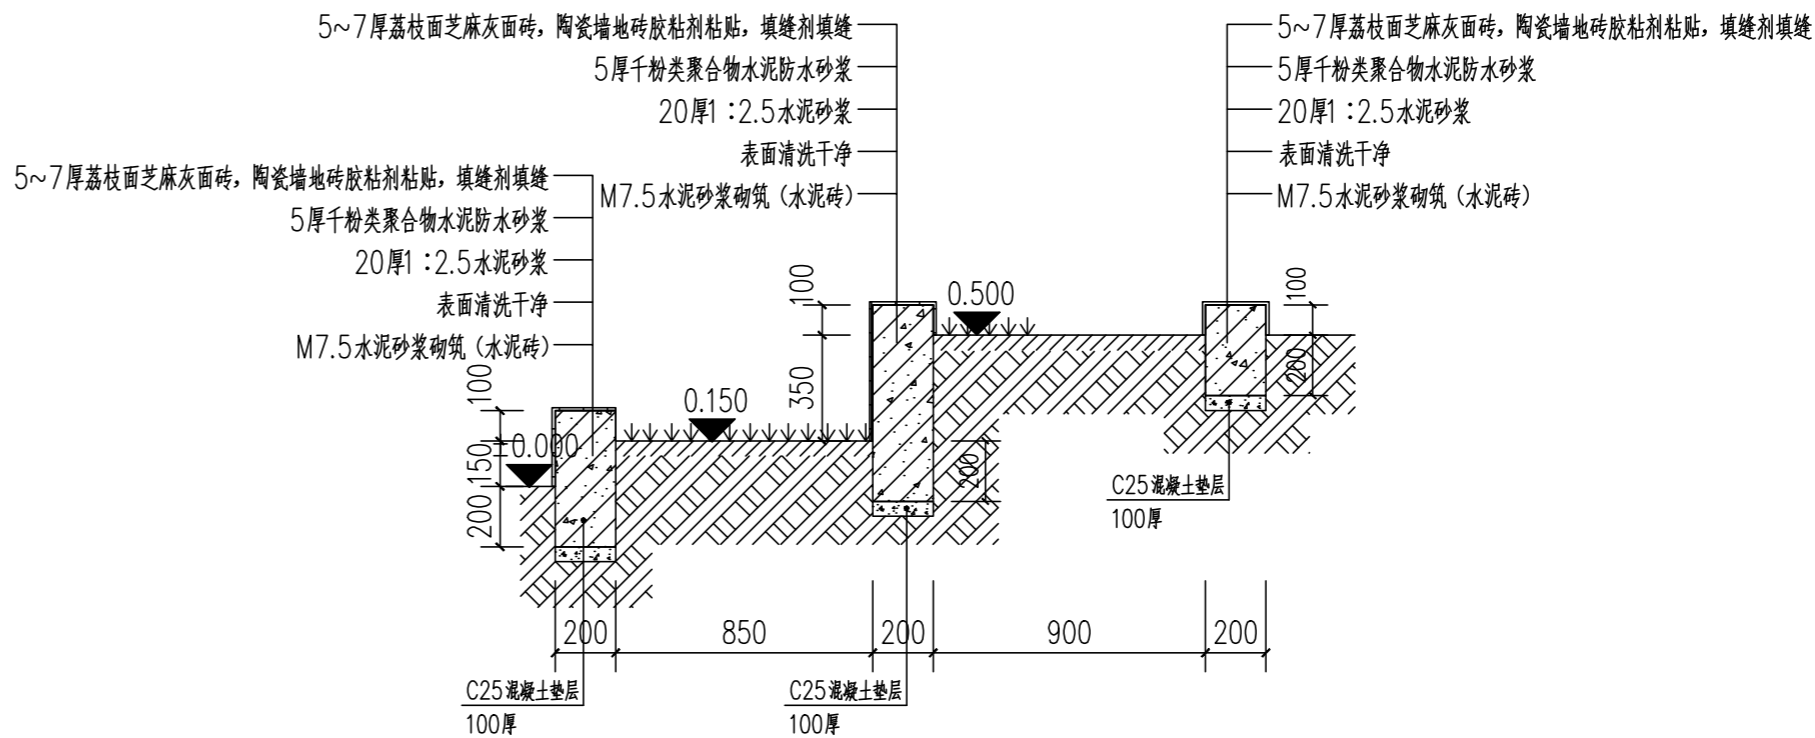 5~7厚荔枝面芝麻灰面砖，陶瓷墙地砖胶粘剂粘贴，填缝剂填缝
5厚千粉类聚合物水泥防水砂浆
20厚1：2.5水泥砂浆
表面清洗干净
M7.5水泥砂浆砌筑（水泥砖）
5~7厚荔枝面芝麻灰面砖，陶瓷墙地砖胶粘剂粘贴，填缝剂填缝
5厚千粉类聚合物水泥防水砂浆
20厚1：2.5水泥砂浆
表面清洗干净
M7.5水泥砂浆砌筑（水泥砖）
5~7厚荔枝面芝麻灰面砖，陶瓷墙地砖胶粘剂粘贴，填缝剂填缝
5厚千粉类聚合物水泥防水砂浆
20厚1：2.5水泥砂浆
表面清洗干净
M7.5水泥砂浆砌筑（水泥砖）
100
150
200
0.000
0.150
100
350
200
0.500
100
200
C25混凝土垫层
100厚
200
850
200
900
200
C25混凝土垫层
100厚
C25混凝土垫层
100厚